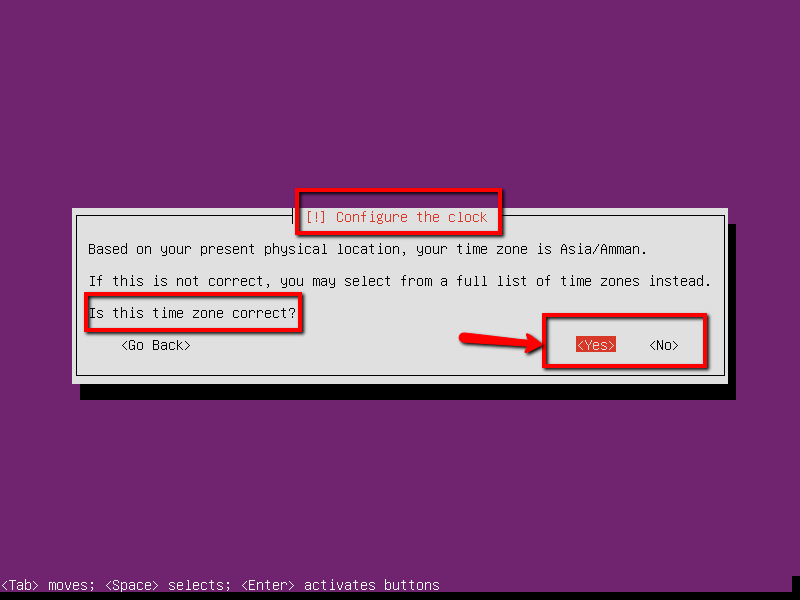 [!] Configure the clock
Based on your present physical location, your time zone is Asia/Amman.
If this is not correct, you may select from a full list of time zones instead.
Is this time zone correct?
<Go Back> <Yes> <No>
<Tab> moves; <Space> selects; <Enter> activates buttons